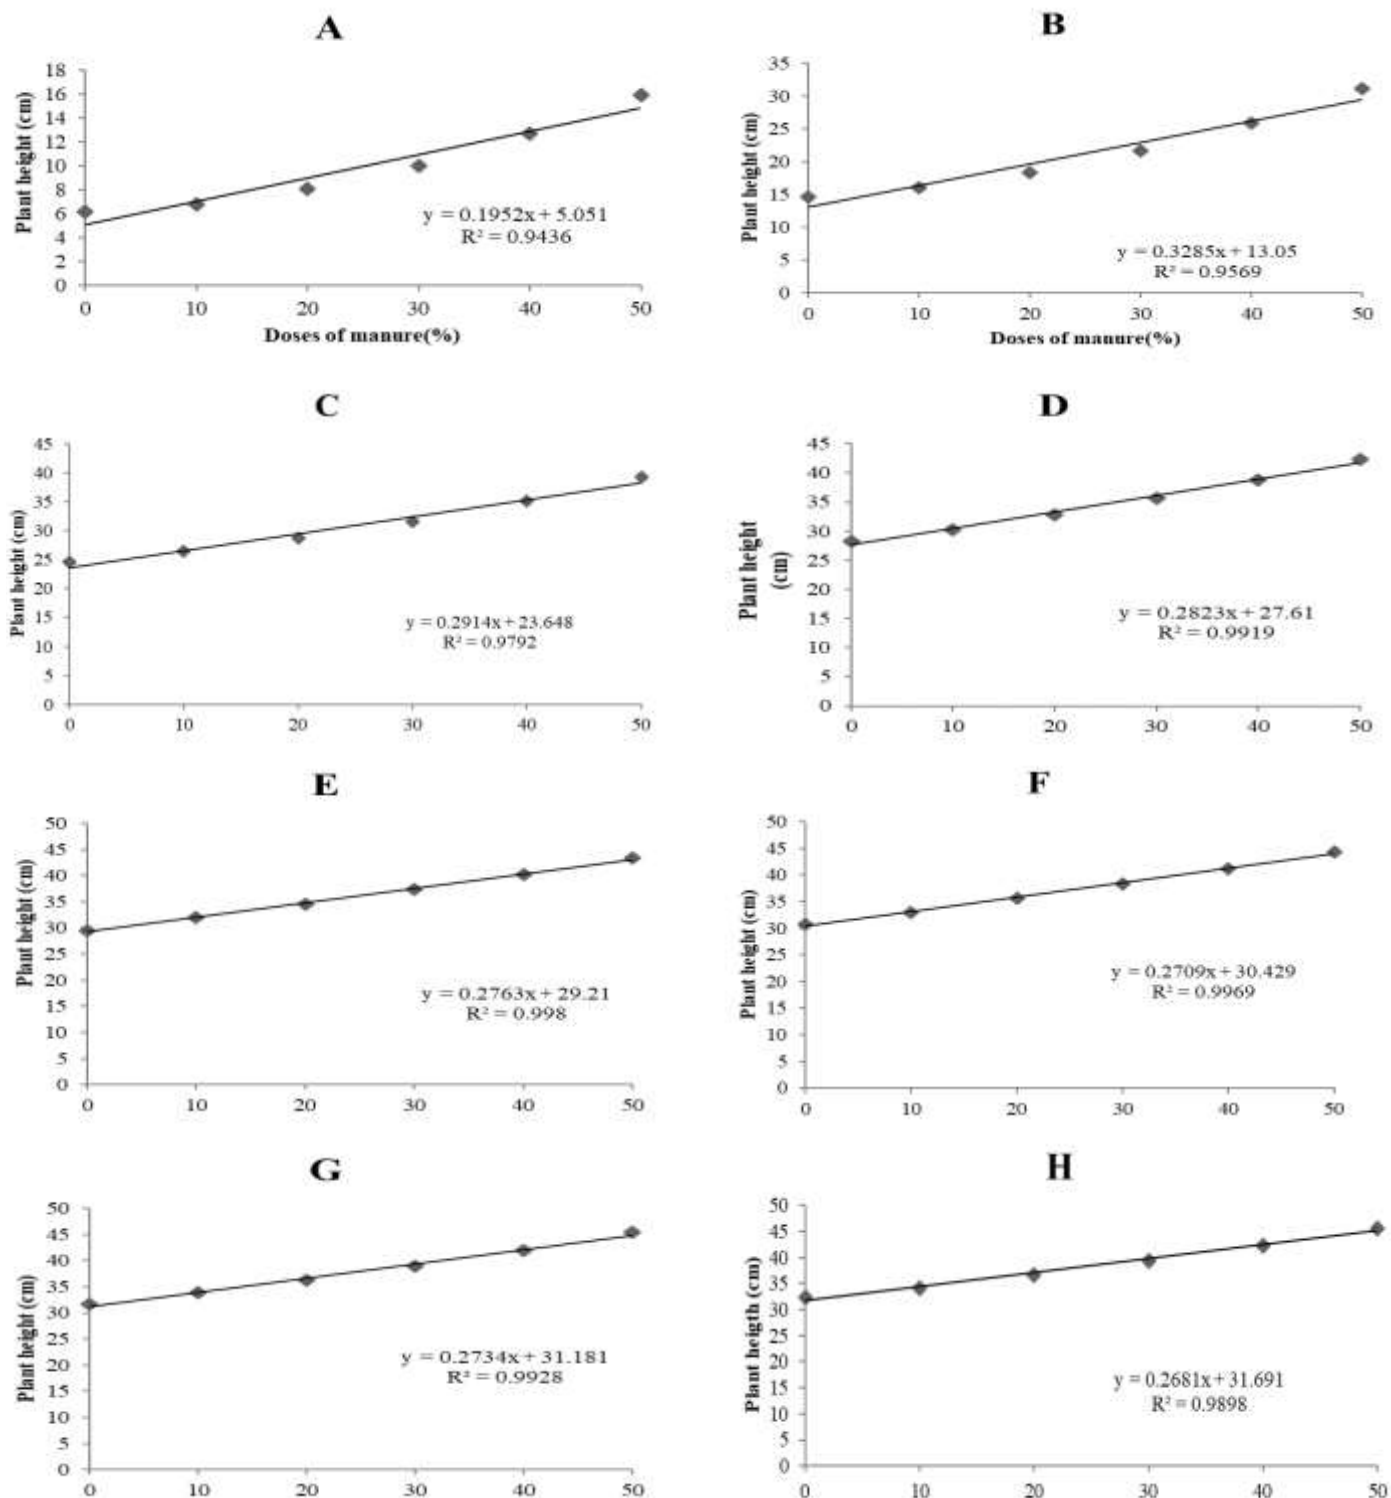 A
Plant height (cm)
18
16
14
12
10
8
6
4
2
0
y = 0.1952x + 5.051
R² = 0.9436
0 10 20 30 40 50
Doses of manure(%)
B
Plant height (cm)
35
30
25
20
15
10
5
0
y = 0.3285x + 13.05
R² = 0.9569
0 10 20 30 40 50
Doses of manure(%)
C
Plant height (cm)
45
40
35
30
25
20
15
10
5
0
y = 0.2914x + 23.648
R² = 0.9792
0 10 20 30 40 50
D
Plant height
(cm)
45
40
35
30
25
20
15
10
5
0
y = 0.2823x + 27.61
R² = 0.9919
0 10 20 30 40 50
E
Plant height (cm)
50
45
40
35
30
25
20
15
10
5
0
y = 0.2763x + 29.21
R² = 0.998
0 10 20 30 40 50
F
Plant height (cm)
50
45
40
35
30
25
20
15
10
5
0
y = 0.2709x + 30.429
R² = 0.9969
0 10 20 30 40 50
G
Plant height (cm)
50
45
40
35
30
25
20
15
10
5
0
y = 0.2734x + 31.181
R² = 0.9928
0 10 20 30 40 50
H
Plant heigth (cm)
50
45
40
35
30
25
20
15
10
5
0
y = 0.2681x + 31.691
R² = 0.9898
0 10 20 30 40 50